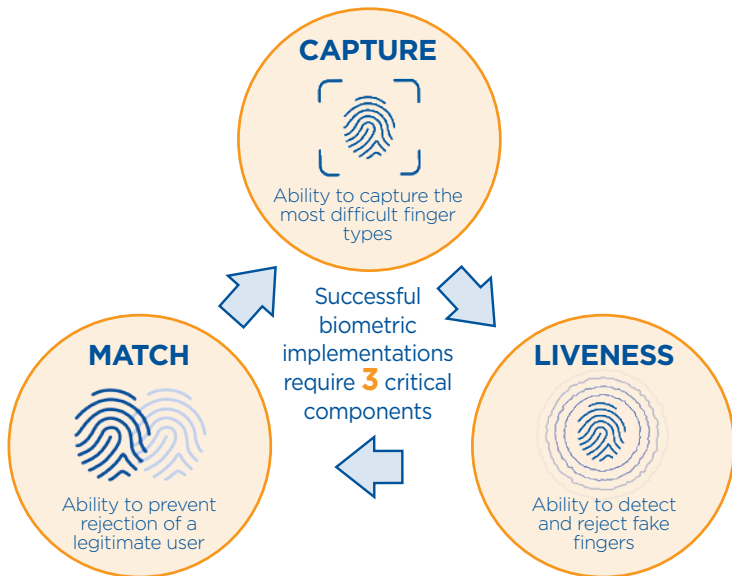 CAPTURE
Ability to capture the
most difficult finger
types
Successful
biometric
implementations
require 3 critical
components
MATCH
Ability to prevent
rejection of a
legitimate user
LIVENESS
Ability to detect
and reject fake
fingers